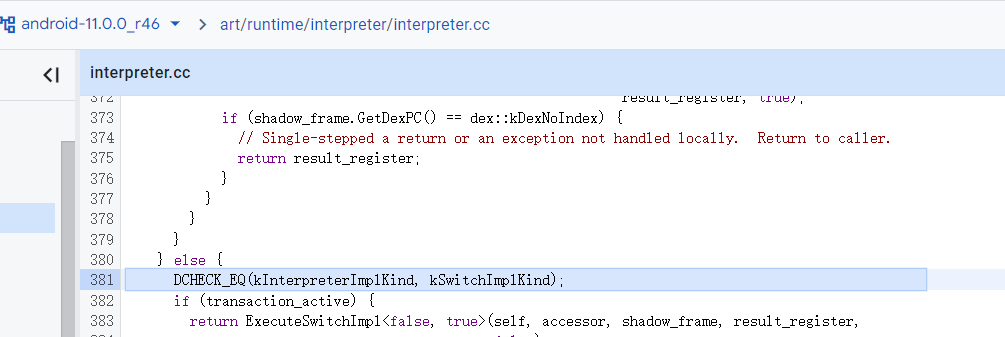 android-11.0.0_r46 > art/runtime/interpreter/interpreter.cc
interpreter.cc
372 result_register, true);
373 if (shadow_frame.GetDexPC() == dex::kDexNoIndex) {
374 // Single-stepped a return or an exception not handled locally. Return to caller.
375 return result_register;
376 }
377 }
378 }
379 }
380 } else {
381 DCHECK_EQ(kInterpreterImplKind, kSwitchImplKind);
382 if (transaction_active) {
383 return ExecuteSwitchImpl<false, true>(self, accessor, shadow_frame, result_register,